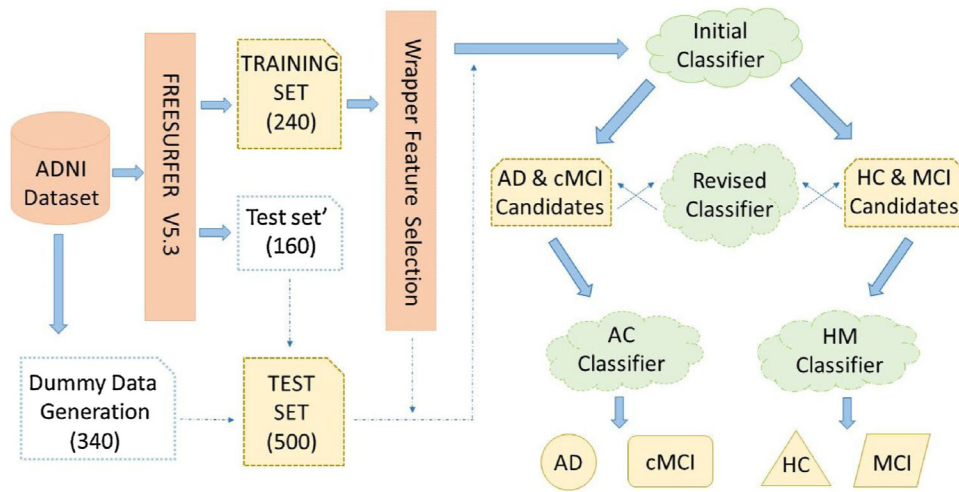 ADNI
Dataset
FREESURFER V5.3
TRAINING
SET
(240)
Test set’
(160)
Dummy Data
Generation
(340)
TEST
SET
(500)
Wrapper Feature Selection
Initial
Classifier
AD & cMCI
Candidates
Revised
Classifier
HC & MCI
Candidates
AC
Classifier
HM
Classifier
AD
cMCI
HC
MCI